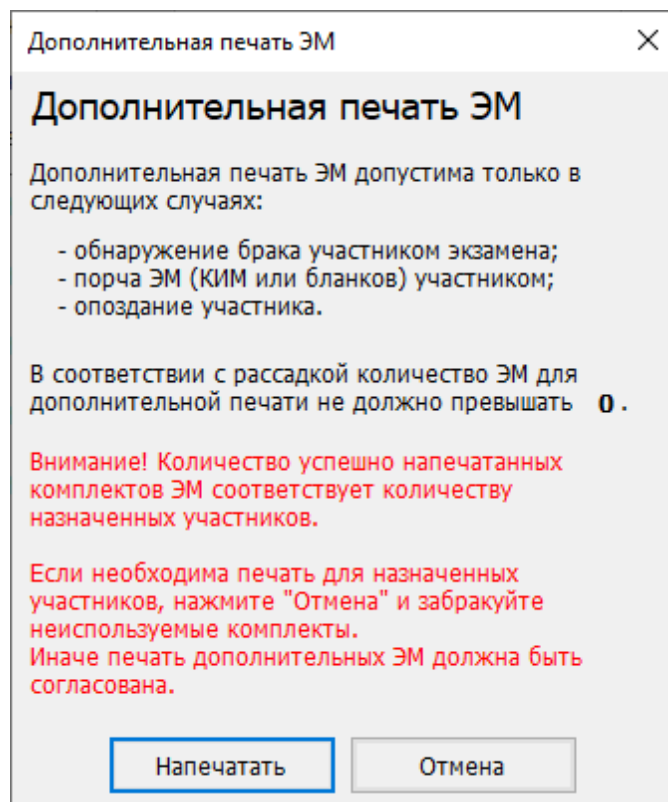 Дополнительная печать ЭМ
Дополнительная печать ЭМ
Дополнительная печать ЭМ допустима только в
следующих случаях:
- обнаружение брака участником экзамена;
- порча ЭМ (КИМ или бланков) участником;
- опоздание участника.
В соответствии с рассадкой количество ЭМ для
дополнительной печати не должно превышать 0 .
Внимание! Количество успешно напечатанных
комплектов ЭМ соответствует количеству
назначенных участников.
Если необходима печать для назначенных
участников, нажмите "Отмена" и забракуйте
неиспользуемые комплекты.
Иначе печать дополнительных ЭМ должна быть
согласована.
Напечатать Отмена